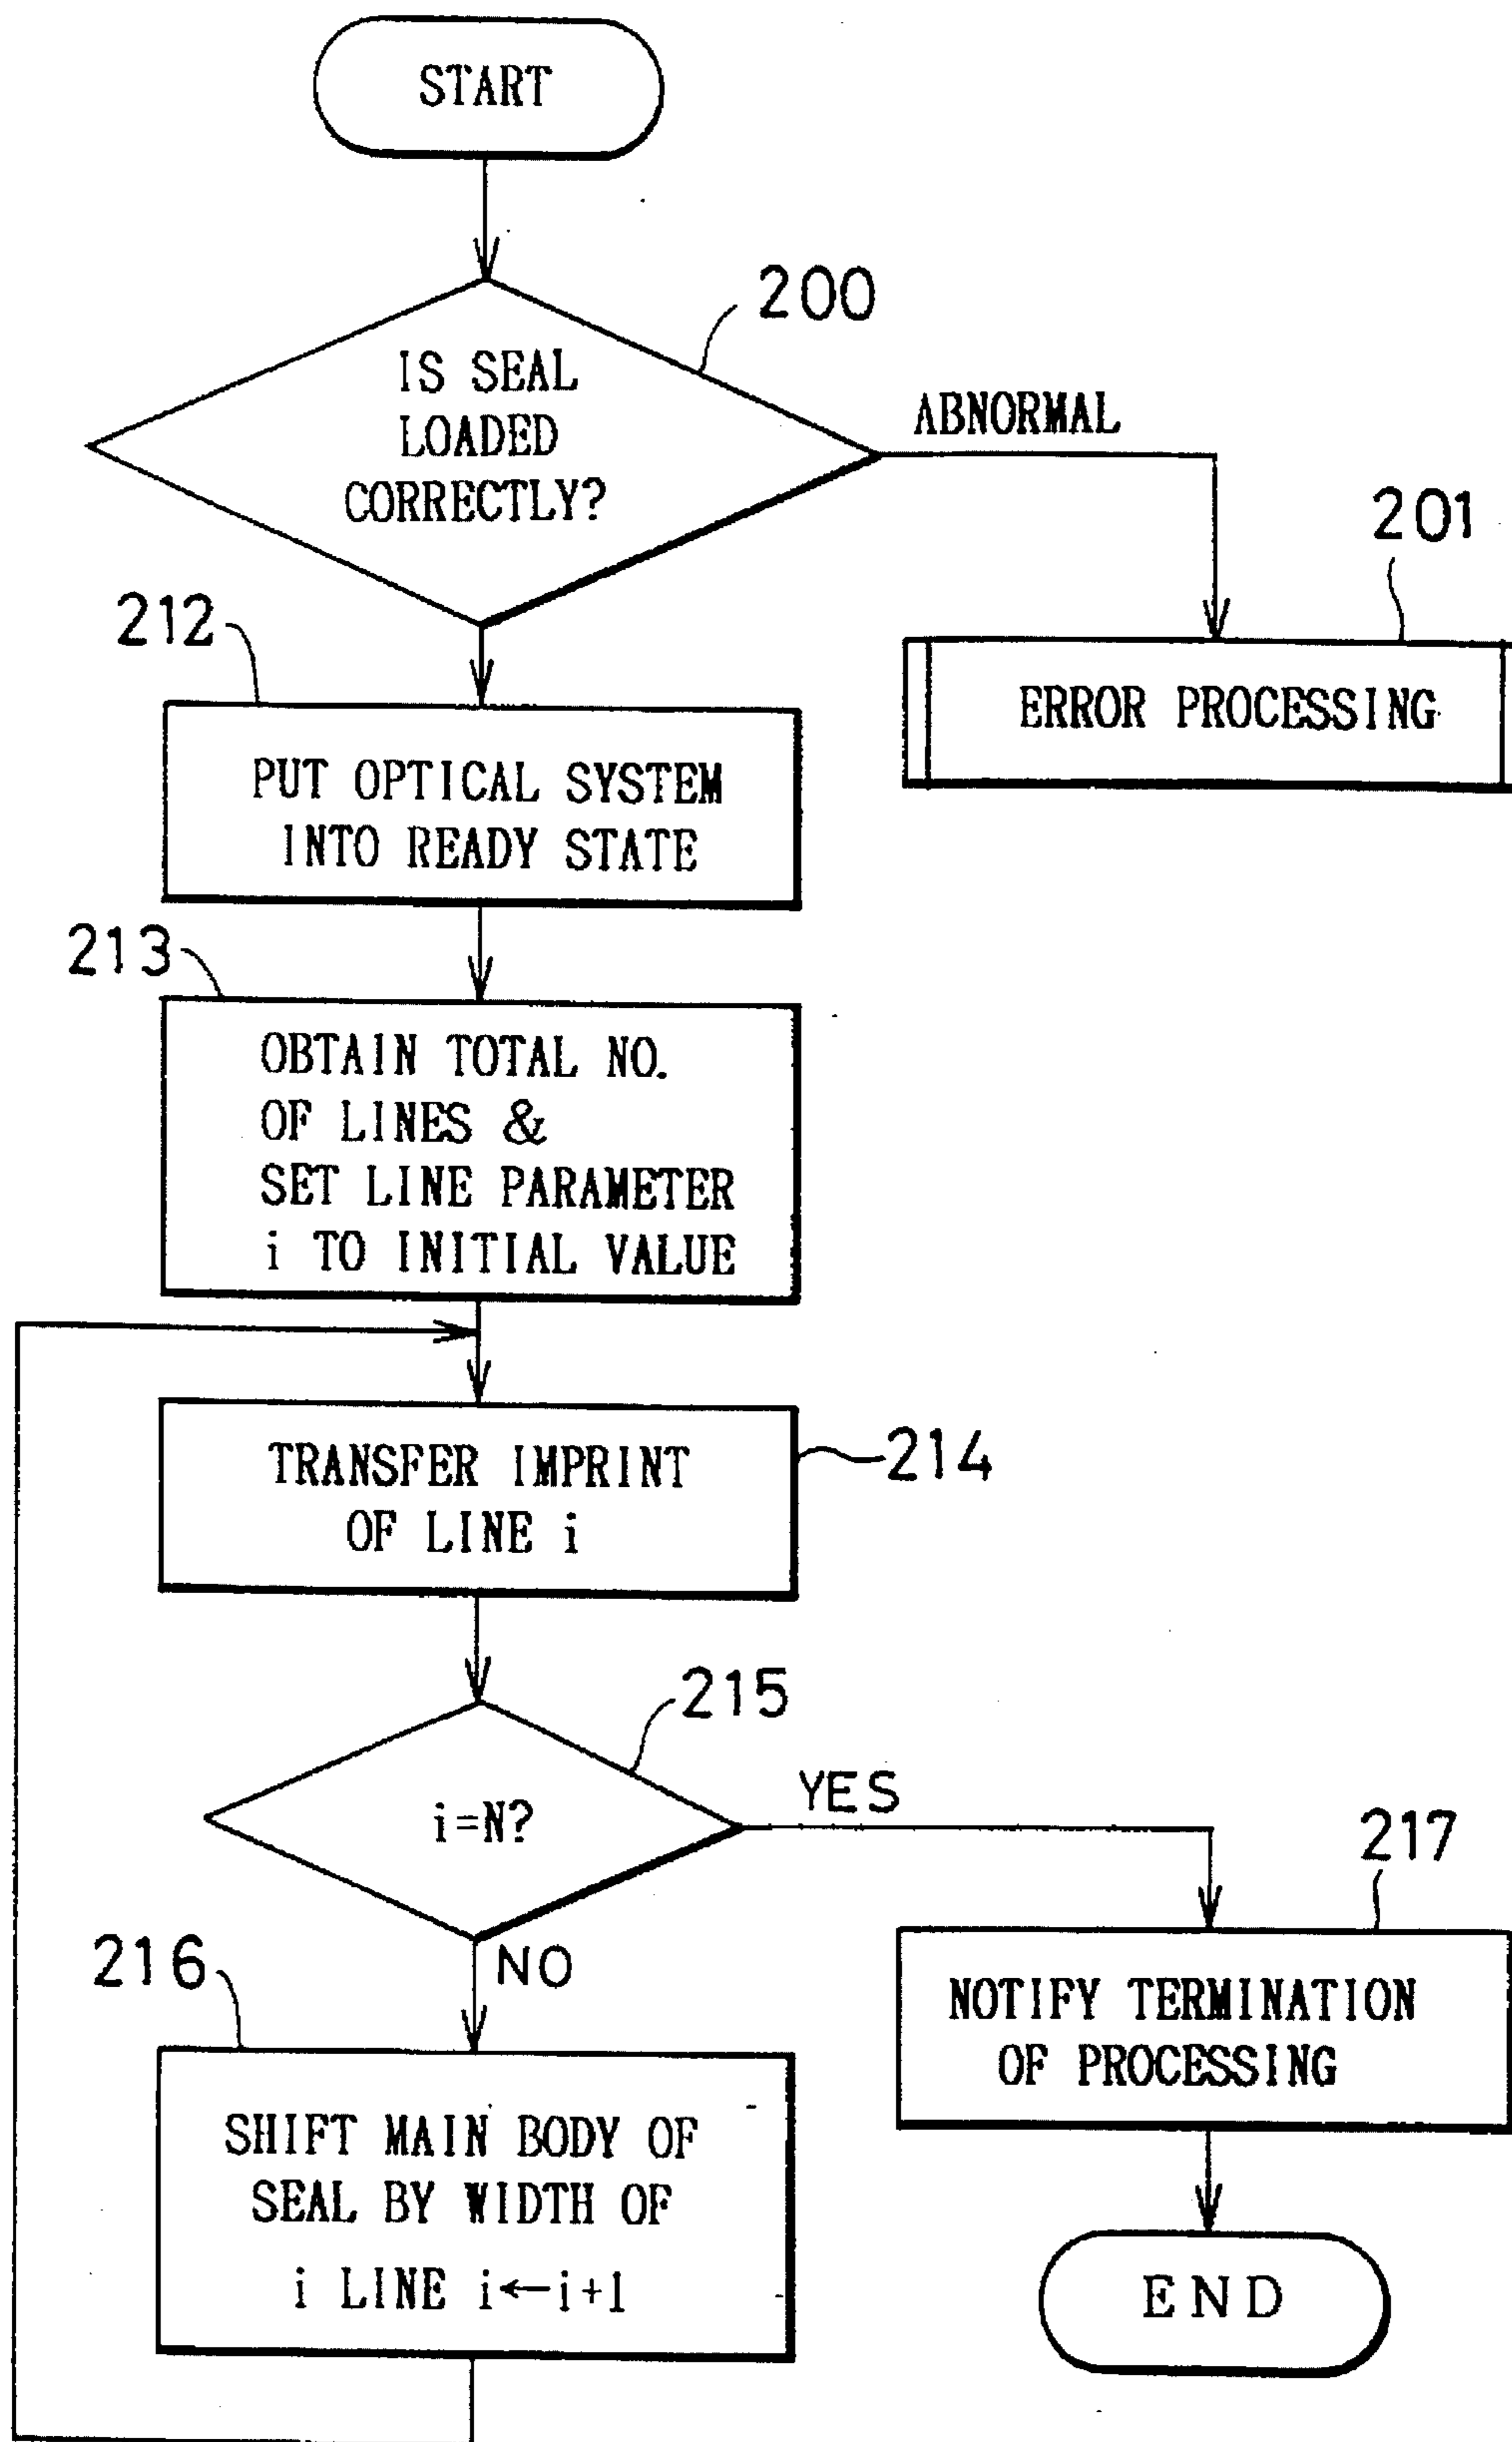 START
200
IS SEAL
LOADED
CORRECTLY?
ABNORMAL
201
ERROR PROCESSING
212
PUT OPTICAL SYSTEM
INTO READY STATE
213
OBTAIN TOTAL NO.
OF LINES &
SET LINE PARAMETER
i TO INITIAL VALUE
TRANSFER IMPRINT
OF LINE i
214
215
i=N?
YES
217
NOTIFY TERMINATION
OF PROCESSING
NO
216
SHIFT MAIN BODY OF
SEAL BY WIDTH OF
i LINE i←i+1
END